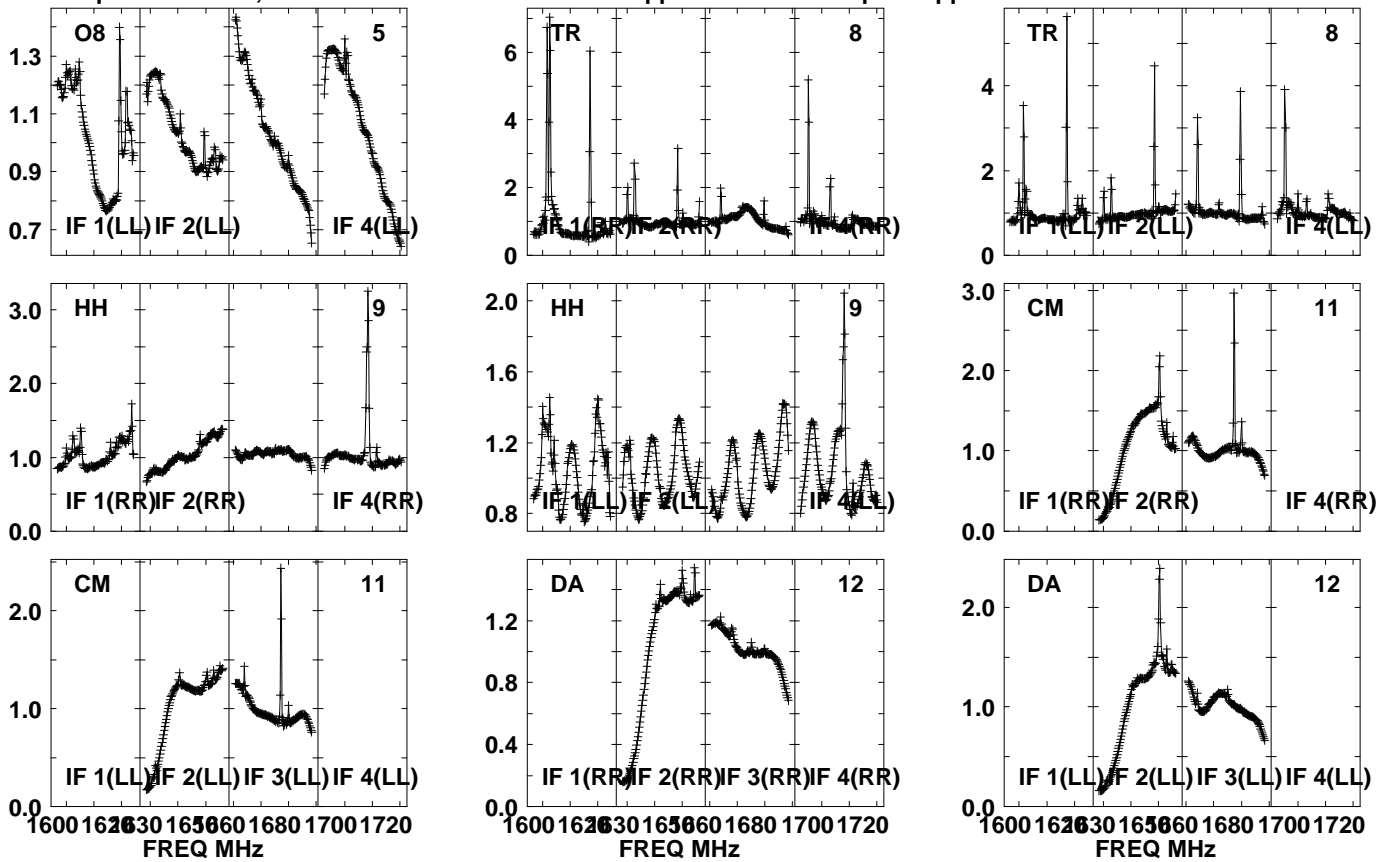 O8 5
1.3
1.1
0.9
0.7
IF 1(LL) IF 2(LL) IF 4(LL)
TR 8
6
4
2
0
IF 1(RR) IF 2(RR) IF 4(RR)
TR 8
4
2
0
IF 1(LL) IF 2(LL) IF 4(LL)
HH 9
3.0
2.0
1.0
0.0
IF 1(RR) IF 2(RR) IF 4(RR)
HH 9
2.0
1.6
1.2
0.8
IF 1(LL) IF 2(LL) IF 4(LL)
CM 11
3.0
2.0
1.0
0.0
IF 1(RR) IF 2(RR) IF 4(RR)
CM 11
2.0
1.0
0.0
IF 1(LL) IF 2(LL) IF 3(LL) IF 4(LL)
1600 1620 1630 1650 1660 1680 1700 1720
FREQ MHz
DA 12
1.2
0.8
0.4
0.0
IF 1(RR) IF 2(RR) IF 3(RR) IF 4(RR)
1600 1620 1630 1650 1660 1680 1700 1720
FREQ MHz
DA 12
2.0
1.0
0.0
IF 1(LL) IF 2(LL) IF 3(LL) IF 4(LL)
1600 1620 1630 1650 1660 1680 1700 1720
FREQ MHz